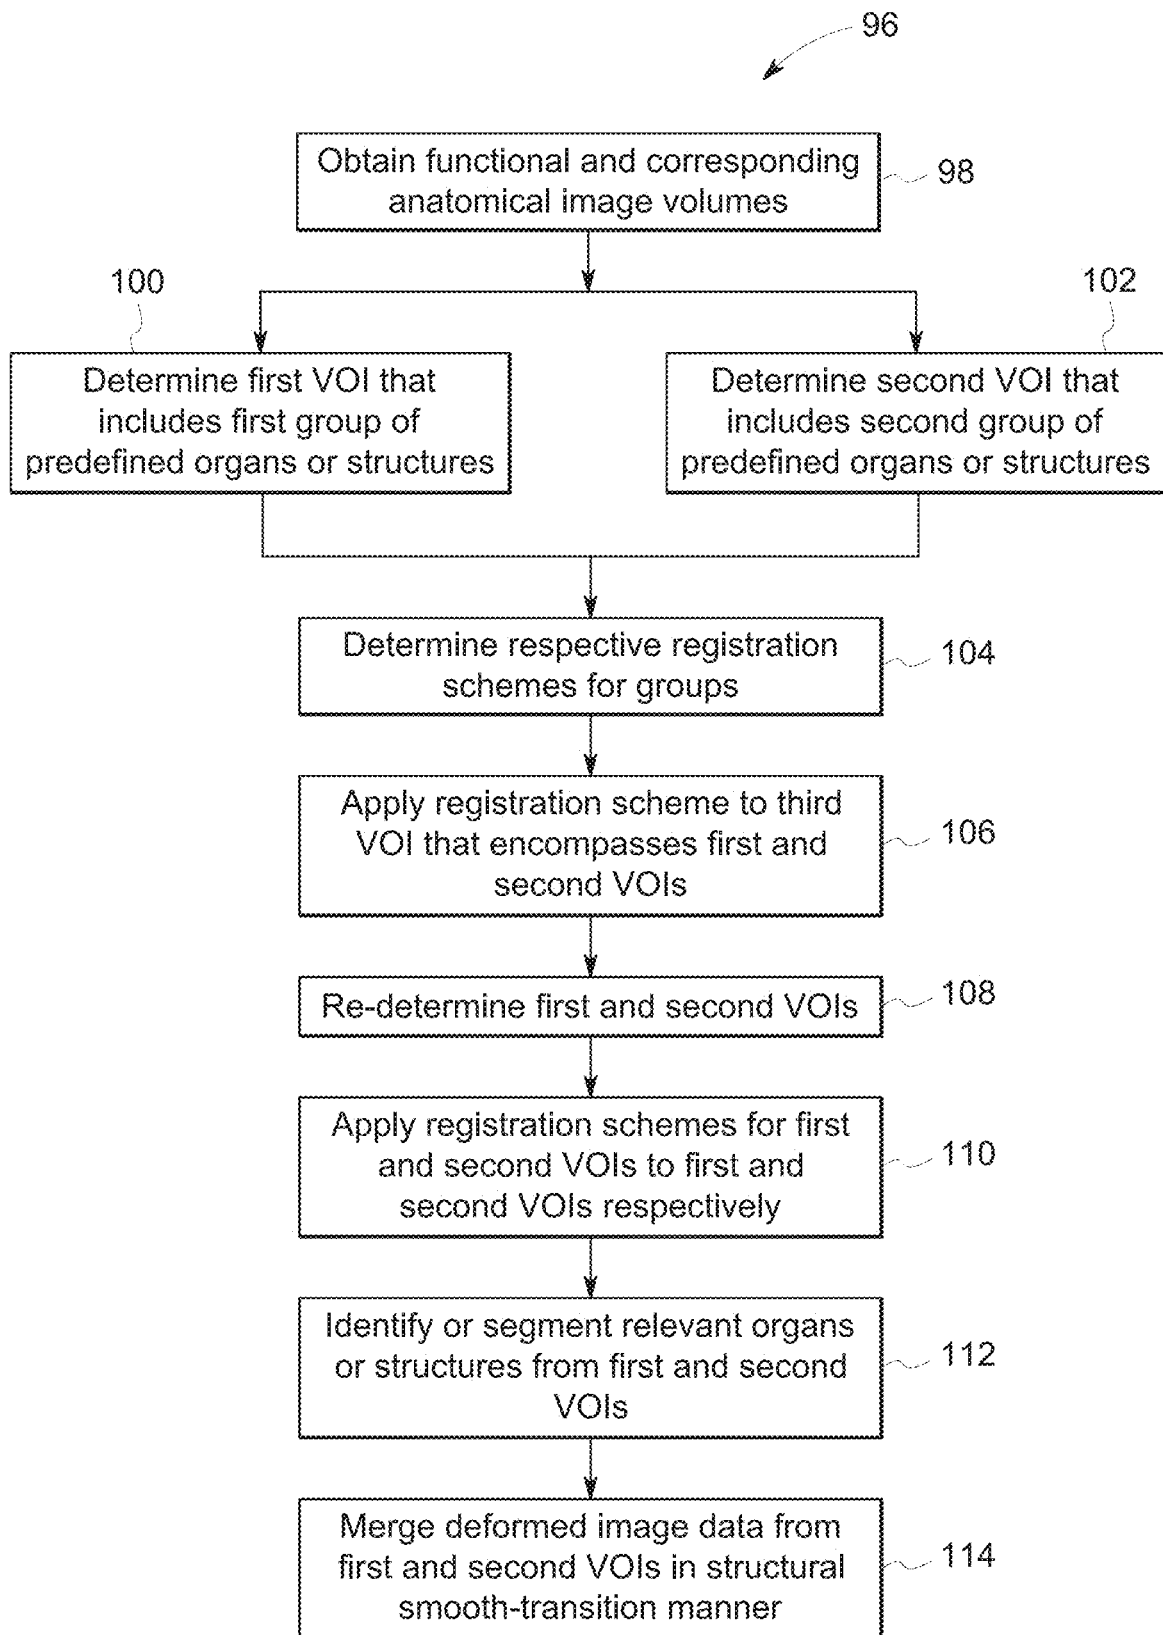 96
Obtain functional and corresponding
anatomical image volumes
98
100
102
Determine first VOI that
includes first group of
predefined organs or structures
Determine second VOI that
includes second group of
predefined organs or structures
Determine respective registration
schemes for groups
104
Apply registration scheme to third
VOI that encompasses first and
second VOIs
106
Re-determine first and second VOIs
108
Apply registration schemes for first
and second VOIs to first and
second VOIs respectively
110
Identify or segment relevant organs
or structures from first and second
VOIs
112
Merge deformed image data from
first and second VOIs in structural
smooth-transition manner
114